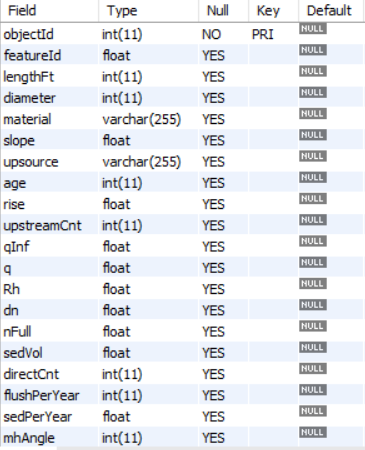 Field Type Null Key Default
objectId int(11) NO PRI NULL
featureId float YES NULL
lengthFt int(11) YES NULL
diameter int(11) YES NULL
material varchar(255) YES NULL
slope float YES NULL
upsource varchar(255) YES NULL
age int(11) YES NULL
rise float YES NULL
upstreamCnt int(11) YES NULL
qInf float YES NULL
q float YES NULL
Rh float YES NULL
dn float YES NULL
nFull float YES NULL
sedVol float YES NULL
directCnt int(11) YES NULL
flushPerYear int(11) YES NULL
sedPerYear float YES NULL
mhAngle int(11) YES NULL